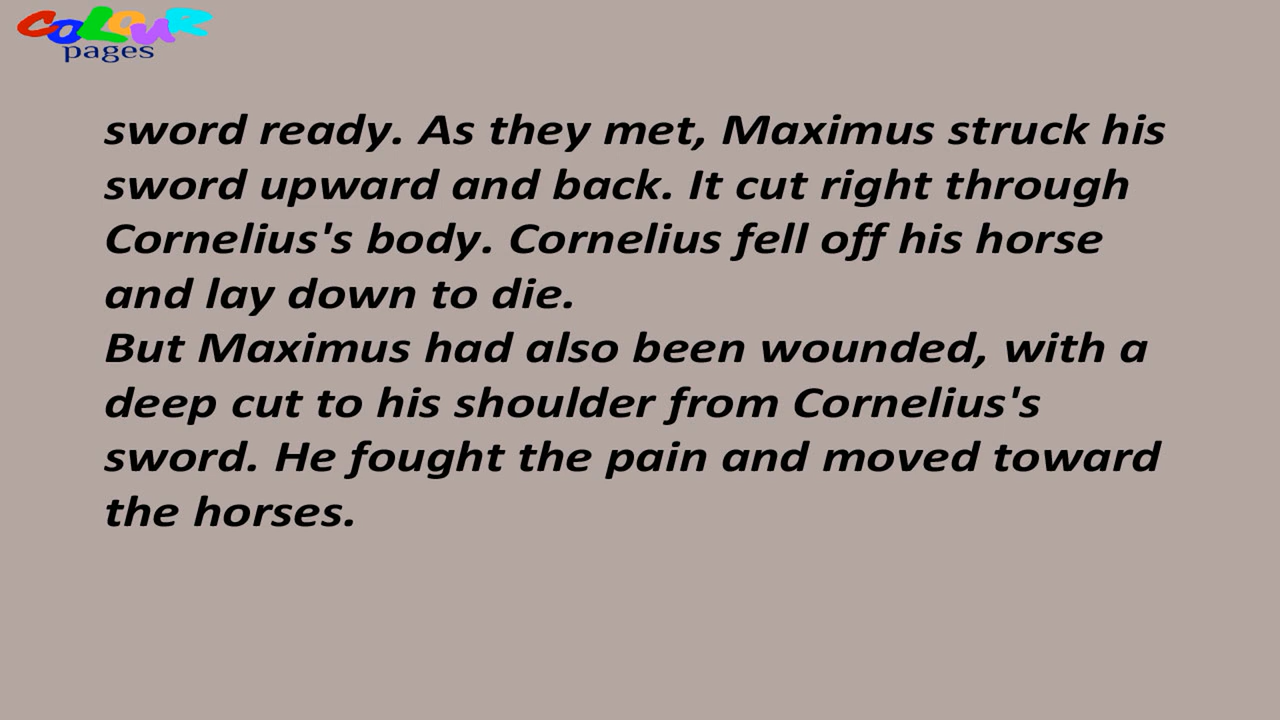 COLOUR
pages
sword ready. As they met, Maximus struck his
sword upward and back. It cut right through
Cornelius's body. Cornelius fell off his horse
and lay down to die.
But Maximus had also been wounded, with a
deep cut to his shoulder from Cornelius's
sword. He fought the pain and moved toward
the horses.